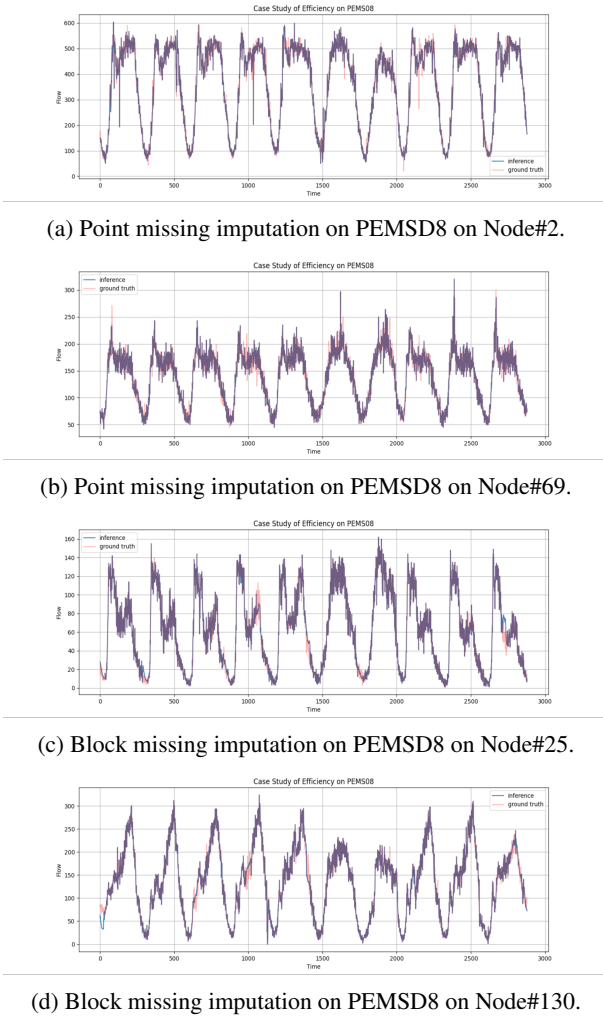 Case Study of Efficiency on PEMS08
600
500
400
300
200
100
0
Flow
inference
ground truth
0 500 1000 1500 2000 2500 3000
Time
(a) Point missing imputation on PEMSD8 on Node#2.
Case Study of Efficiency on PEMS08
inference
ground truth
300
250
200
150
100
50
Flow
0 500 1000 1500 2000 2500 3000
Time
(b) Point missing imputation on PEMSD8 on Node#69.
Case Study of Efficiency on PEMS08
inference
ground truth
160
140
120
100
80
60
40
20
0
Flow
0 500 1000 1500 2000 2500 3000
Time
(c) Block missing imputation on PEMSD8 on Node#25.
Case Study of Efficiency on PEMS08
inference
ground truth
300
250
200
150
100
50
0
Flow
0 500 1000 1500 2000 2500 3000
Time
(d) Block missing imputation on PEMSD8 on Node#130.